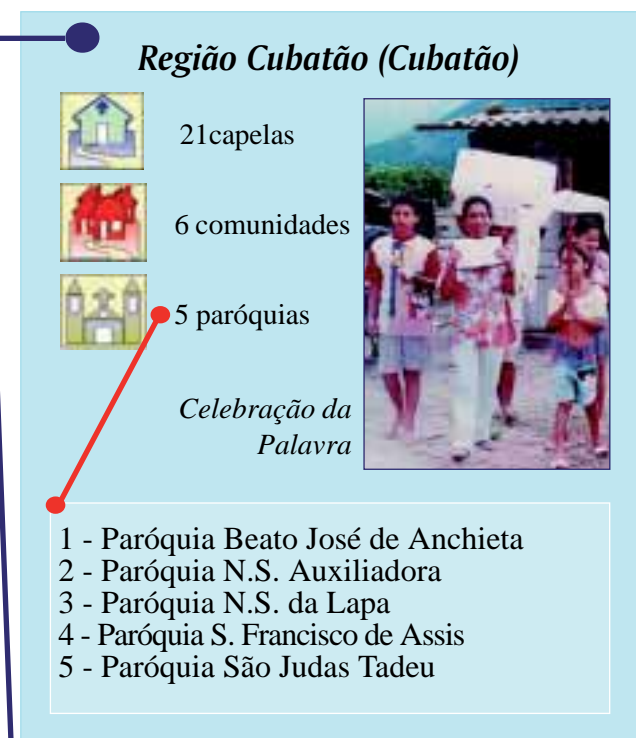 Região Cubatão (Cubatão)
21capelas
6 comunidades
5 paróquias
Celebração da
Palavra
1 - Paróquia Beato José de Anchieta
2 - Paróquia N.S. Auxiliadora
3 - Paróquia N.S. da Lapa
4 - Paróquia S. Francisco de Assis
5 - Paróquia São Judas Tadeu